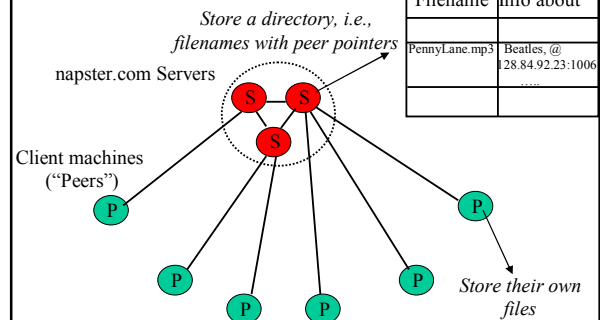 Filename Info about
Store a directory, i.e.,
filenames with peer pointers
PennyLane.mp3 Beatles, @
128.84.92.23:1006
…..
napster.com Servers
S S
S
Client machines
(“Peers”)
P P
P P
P P
Store their own
files